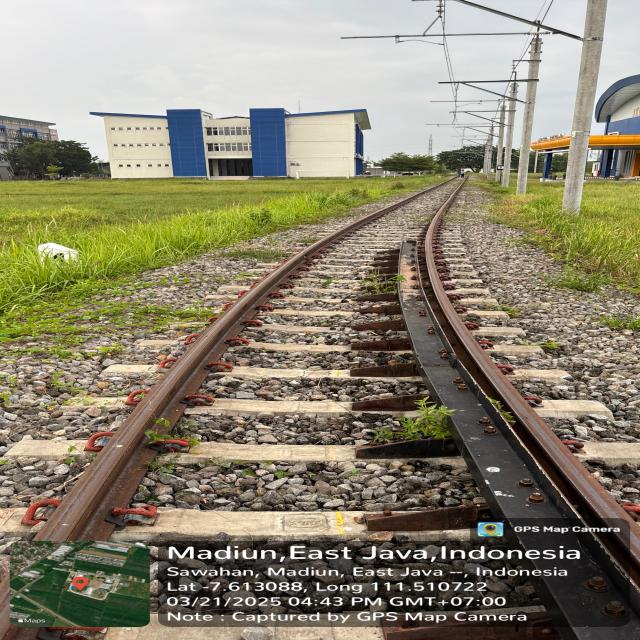 GPS Map Camera
Madiun,East Java,Indonesia
Sawahan, Madiun, East Java –, Indonesia
Lat -7.613088, Long 111.510722
03/21/2025 04:43 PM GMT+07:00
Note : Captured by GPS Map Camera
Maps